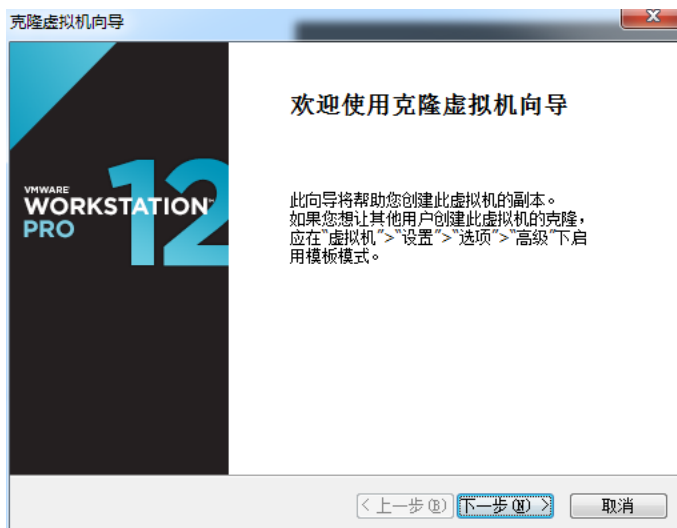 克隆虚拟机向导
欢迎使用克隆虚拟机向导
VMWARE
WORKSTATION™
PRO
12
此向导将帮助您创建此虚拟机的副本。
如果您想让其他用户创建此虚拟机的克隆，
应在"虚拟机">"设置">"选项">"高级"下启
用模板模式。
< 上一步(B) 下一步(N) > 取消